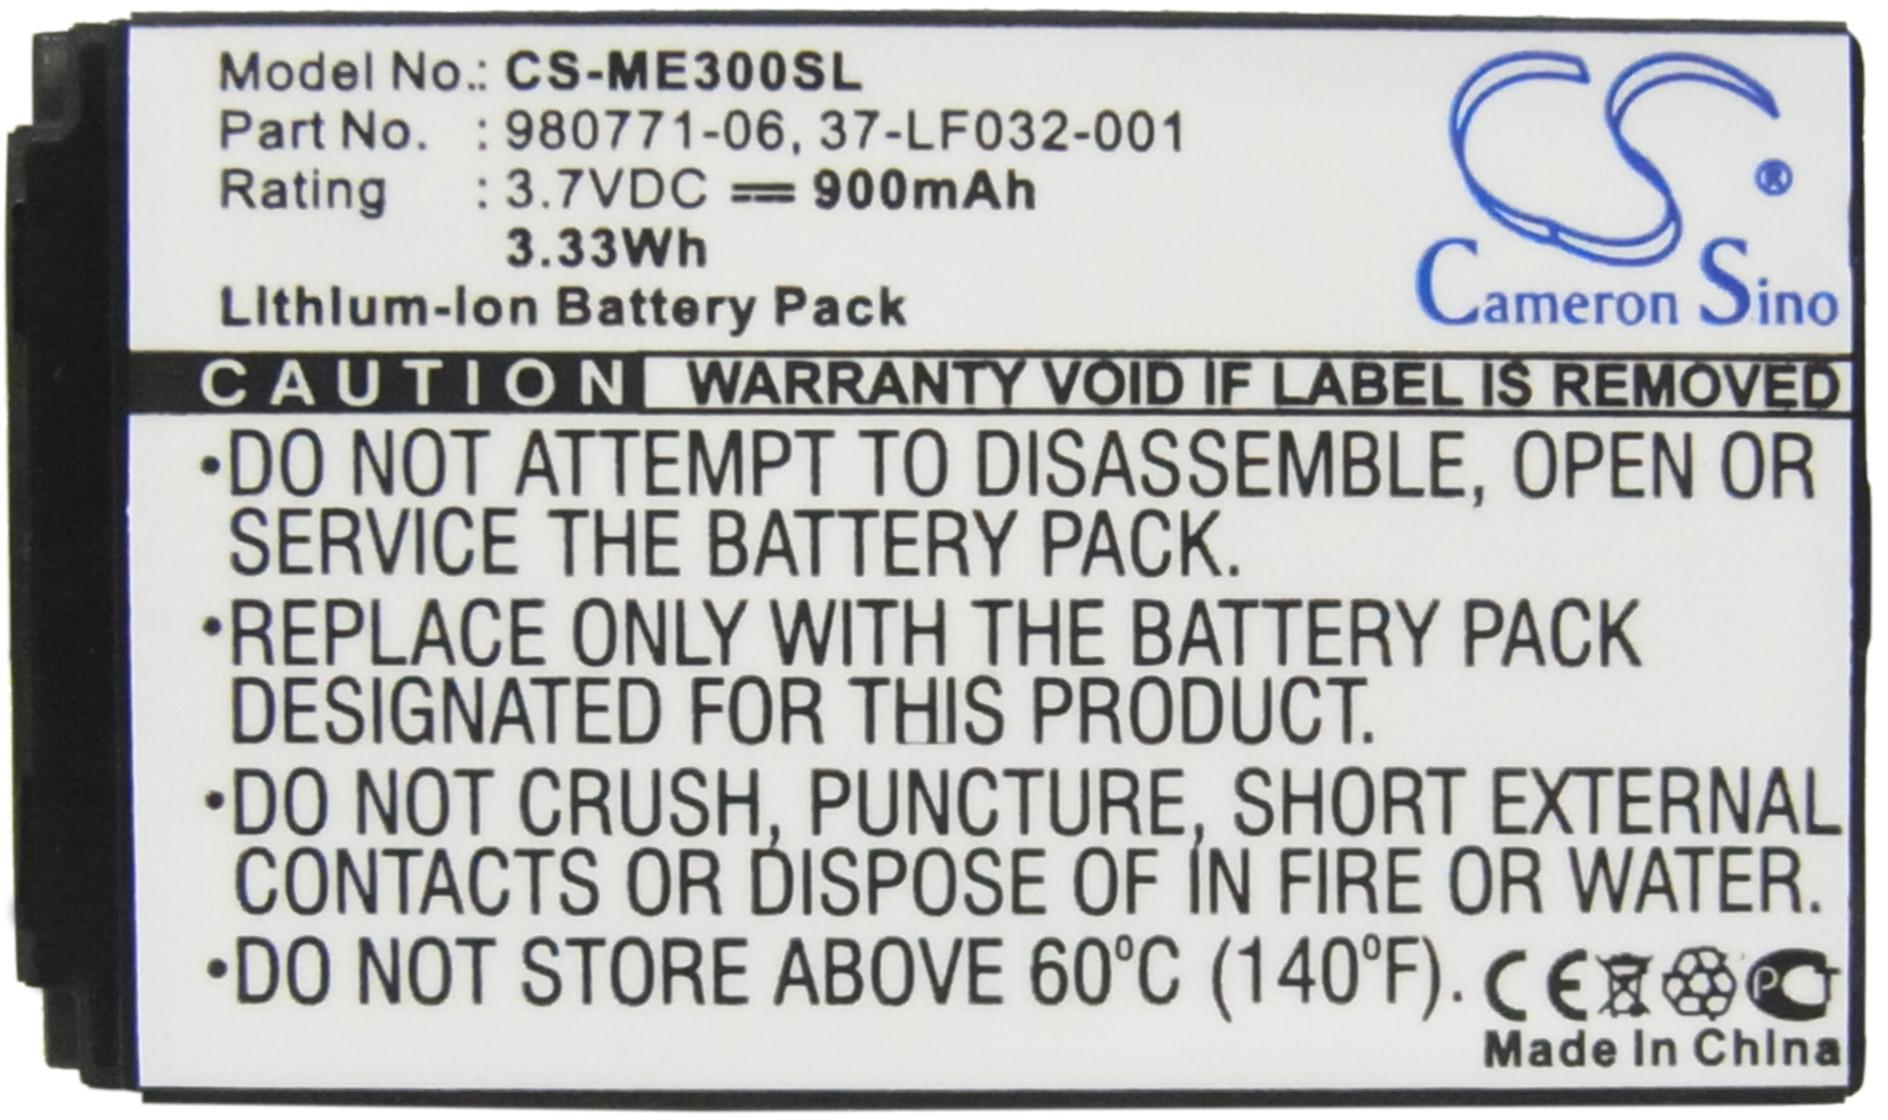 Model No.: CS-ME300SL
Part No. : 980771-06, 37-LF032-001
Rating : 3.7VDC ⎓ 900mAh
3.33Wh
Lithium-Ion Battery Pack
CS ®
Cameron Sino
CAUTION WARRANTY VOID IF LABEL IS REMOVED
•DO NOT ATTEMPT TO DISASSEMBLE, OPEN OR
SERVICE THE BATTERY PACK.
•REPLACE ONLY WITH THE BATTERY PACK
DESIGNATED FOR THIS PRODUCT.
•DO NOT CRUSH, PUNCTURE, SHORT EXTERNAL
CONTACTS OR DISPOSE OF IN FIRE OR WATER.
•DO NOT STORE ABOVE 60°C (140°F). CE PCT
Made In China